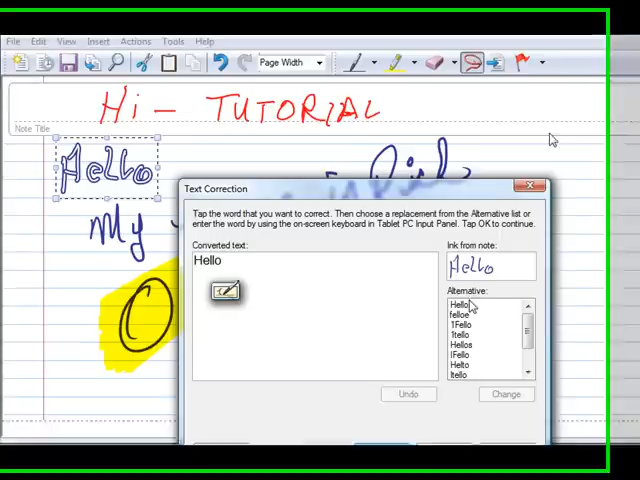 File Edit View Insert Actions Tools Help
Page Width
Hi - TUTORIAL
Note Title
Hello
My
Text Correction
Tap the word that you want to correct. Then choose a replacement from the Alternative list or
enter the word by using the on-screen keyboard in Tablet PC Input Panel. Tap OK to continue.
Converted text:
Hello
Ink from note:
Hello
Alternative:
Hello
felloe
1Fello
1tello
Hellos
IFello
Helto
Itello
Undo
Change